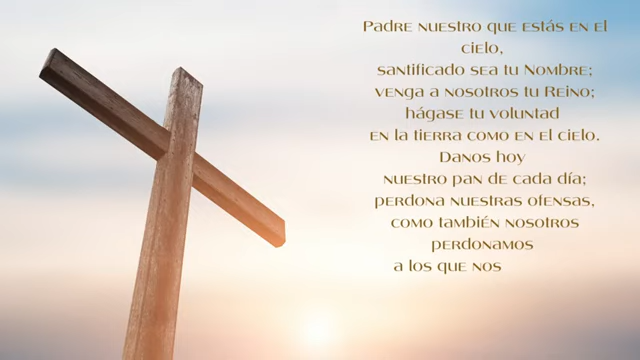 Padre nuestro que estás en el
cielo,
santificado sea tu Nombre;
venga a nosotros tu Reino;
hágase tu voluntad
en la tierra como en el cielo.
Danos hoy
nuestro pan de cada día;
perdona nuestras ofensas,
como también nosotros
perdonamos
a los que nos